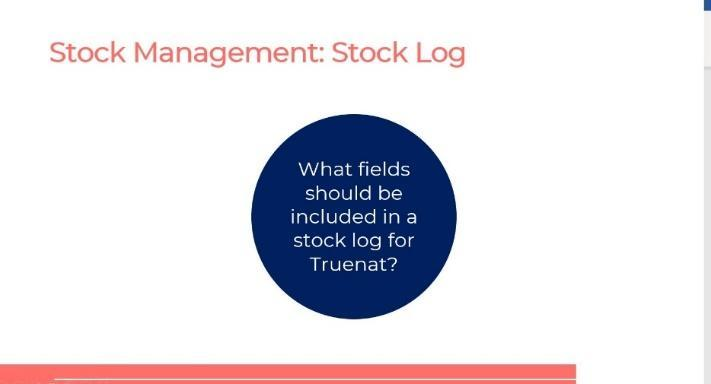 Stock Management: Stock Log
What fields
should be
included in a
stock log for
Truenat?